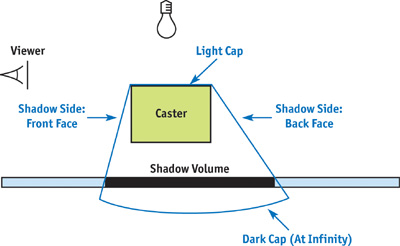 Viewer
Light Cap
Shadow Side:
Front Face
Caster
Shadow Side:
Back Face
Shadow Volume
Dark Cap (At Infinity)